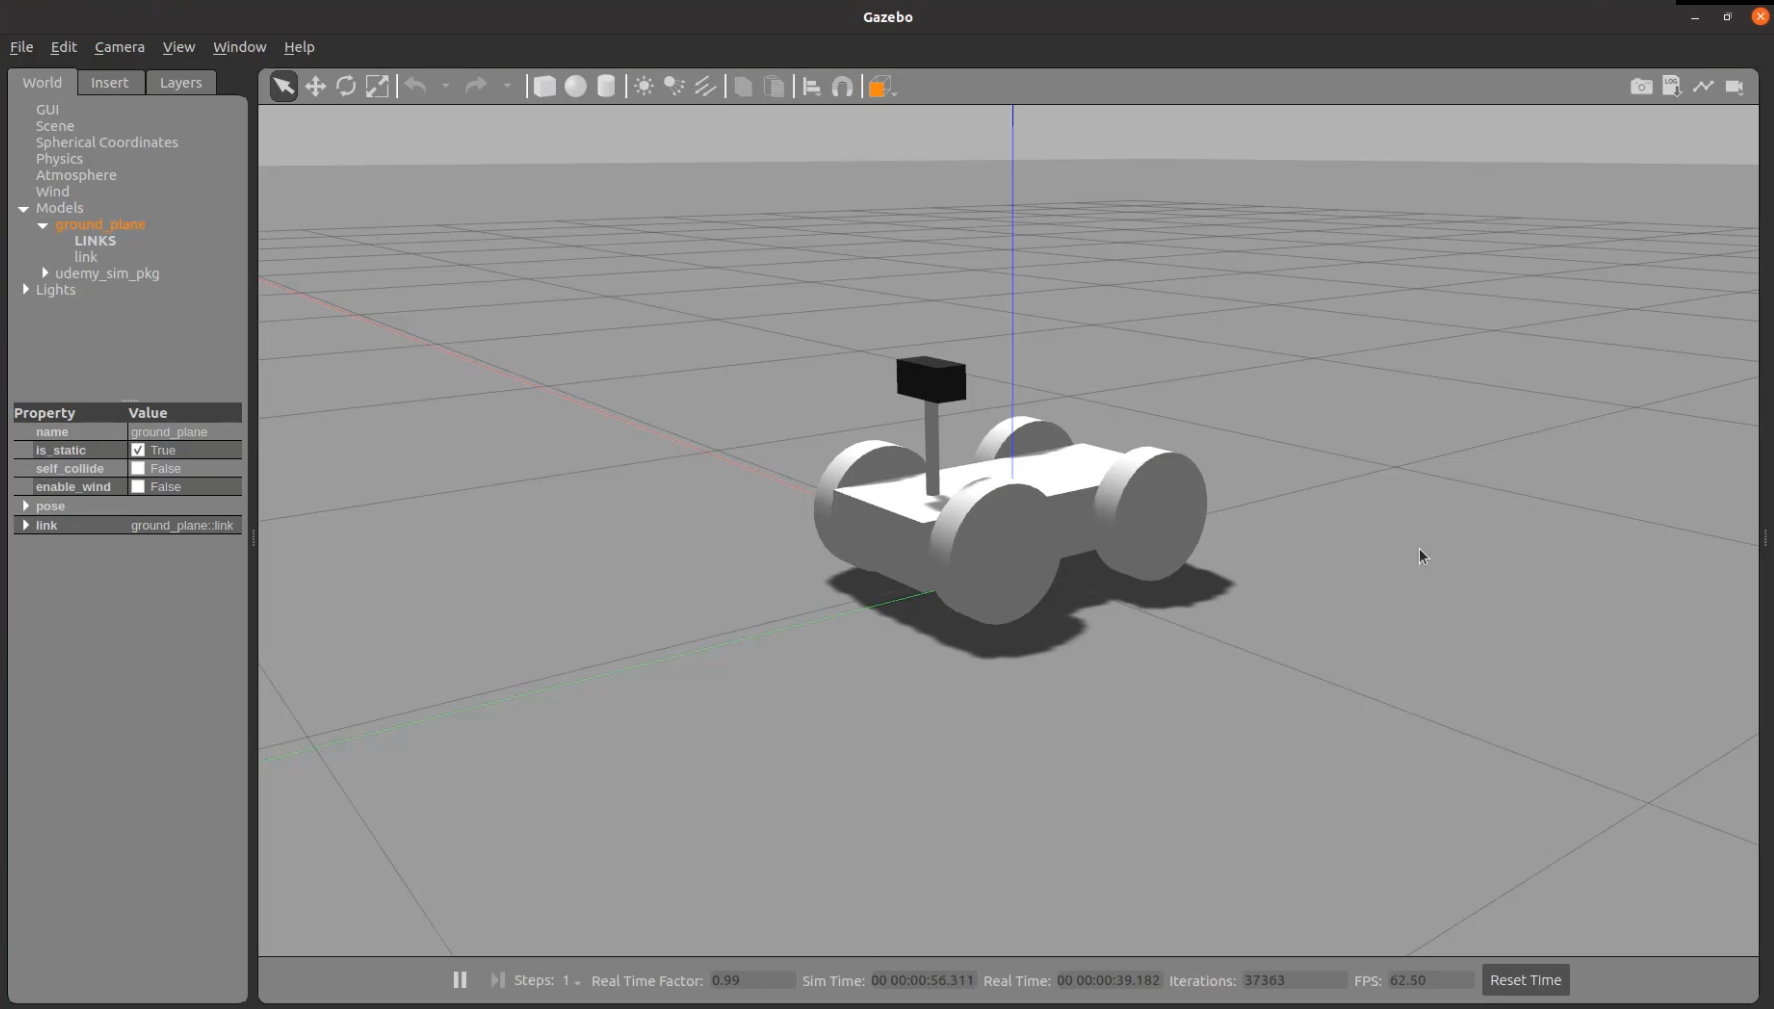 Gazebo
File Edit Camera View Window Help
World Insert Layers
LOG
GUI
Scene
Spherical Coordinates
Physics
Atmosphere
Wind
Models
ground_plane
LINKS
link
udemy_sim_pkg
Lights
Property Value
name ground_plane
is_static True
self_collide False
enable_wind False
pose
link ground_plane::link
Steps: 1 Real Time Factor: 0.99 Sim Time: 00 00:00:56.311 Real Time: 00 00:00:39.182 Iterations: 37363 FPS: 62.50 Reset Time